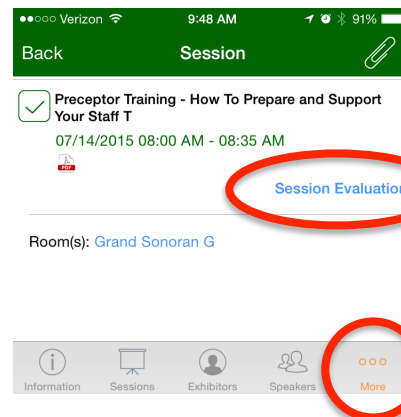 ●●○○○ Verizon 9:48 AM 91%
Back Session
Preceptor Training - How To Prepare and Support
Your Staff T
07/14/2015 08:00 AM - 08:35 AM
PDF
Session Evaluation
Room(s): Grand Sonoran G
Information Sessions Exhibitors Speakers More